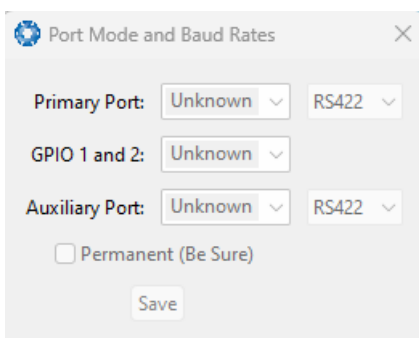 Port Mode and Baud Rates
Primary Port: Unknown RS422
GPIO 1 and 2: Unknown
Auxiliary Port: Unknown RS422
Permanent (Be Sure)
Save